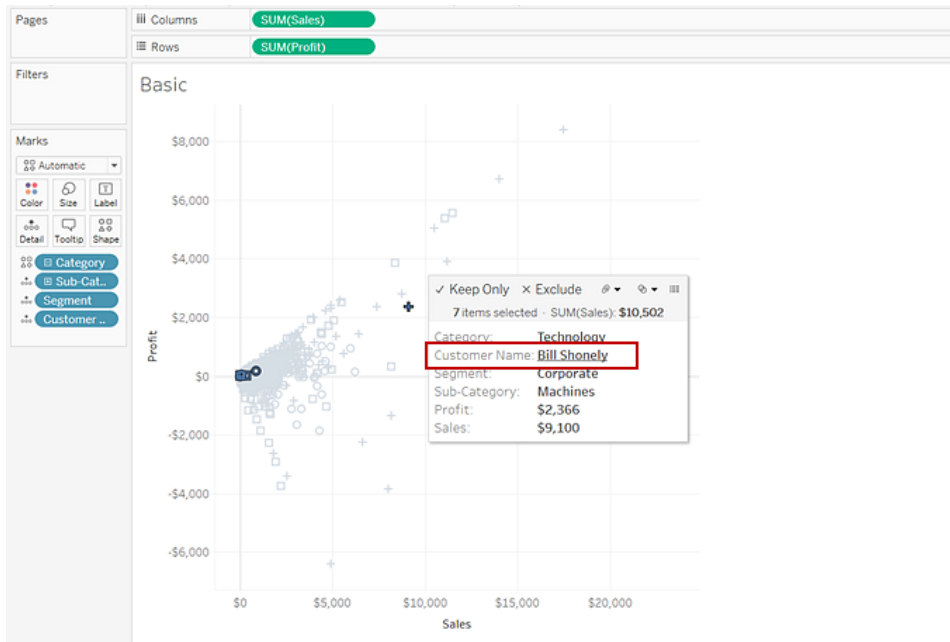 Pages
Columns SUM(Sales)
Rows SUM(Profit)
Filters
Marks
Automatic
Color Size Label
Detail Tooltip Shape
Category
Sub-Cat..
Segment
Customer ..
Basic
$8,000
$6,000
$4,000
$2,000
$0
-$2,000
-$4,000
-$6,000
Profit
$0 $5,000 $10,000 $15,000 $20,000
Sales
Keep Only Exclude
7 items selected · SUM(Sales): $10,502
Category: Technology
Customer Name: Bill Shonely
Segment: Corporate
Sub-Category: Machines
Profit: $2,366
Sales: $9,100